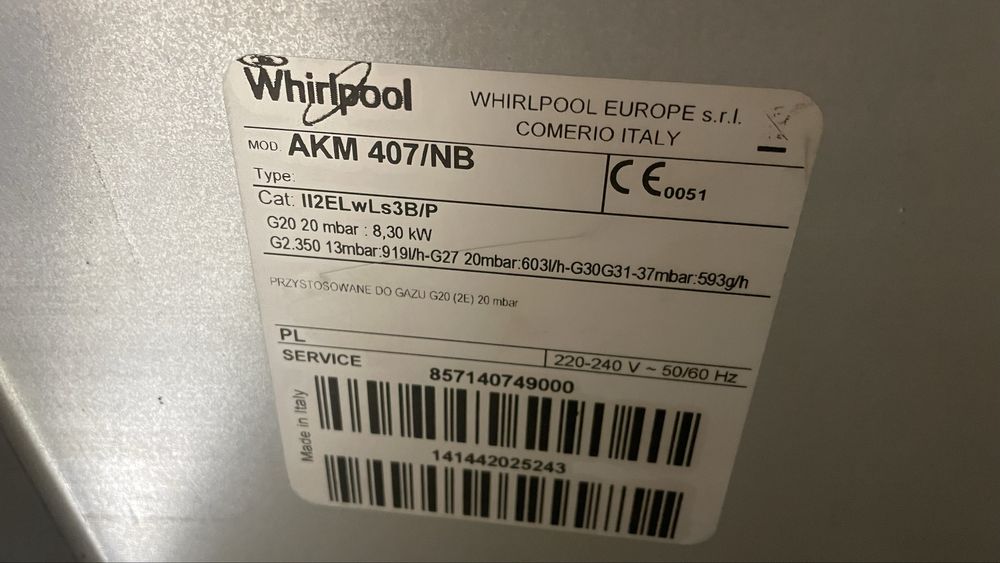 Whirlpool
WHIRLPOOL EUROPE s.r.l.
COMERIO ITALY
MOD. AKM 407/NB
CE 0051
Type:
Cat: II2ELwLs3B/P
G20 20 mbar : 8,30 kW
G2.350 13mbar:919l/h-G27 20mbar:603l/h-G30G31-37mbar:593g/h
PRZYSTOSOWANE DO GAZU G20 (2E) 20 mbar
PL
220-240 V ~ 50/60 Hz
SERVICE
857140749000
Made in Italy
141442025243